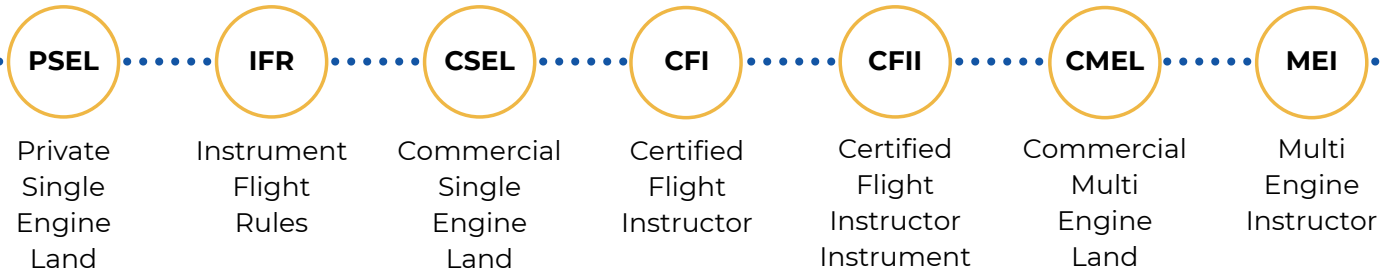 PSEL
IFR
CSEL
CFI
CFII
CMEL
MEI
Private
Single
Engine
Land
Instrument
Flight
Rules
Commercial
Single
Engine
Land
Certified
Flight
Instructor
Certified
Flight
Instructor
Instrument
Commercial
Multi
Engine
Land
Multi
Engine
Instructor